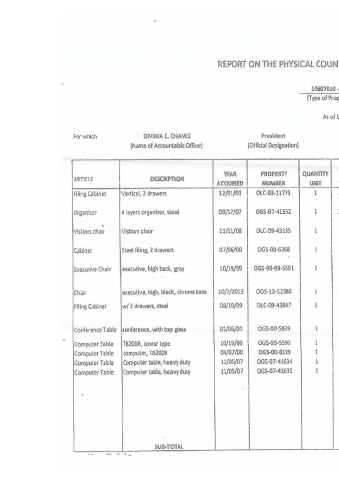 REPORT ON THE PHYSICAL COUN
10607010 -
(Type of Prop
As of D
For which DIVINIA C. CHAVEZ President
(Name of Accountable Officer) (Official Designation)
ARTICLE DESCRIPTION YEAR ACQUIRED PROPERTY NUMBER QUANTITY UNIT
Filing Cabinet Vertical, 2 drawers 12/01/03 OLC-03-11773 1
Organizer 4 layers organizer, steel 09/17/07 OGS-07-41532 1
Visitors chair Visitors chair 11/11/08 OLC-09-43135 1
Cabinet Steel filing, 2 drawers 07/06/00 OGS-00-6368 1
Executive Chair executive, high back, gray 10/19/99 OGS-99-99-5591 1
Chair executive, high, black, chrome base 10/7/2013 OGS-13-52380 1
Filing Cabinet w/ 2 drawers, steel 08/10/09 OLC-09-43847 1
Conference Table conference, with top glass 01/06/00 OGS-00-5839 1
Computer Table T8200R, tower type 10/19/99 OGS-99-5590 1
Computer Table computer, T8200R 04/07/00 OGS-00-6139 1
Computer Table Computer table, heavy duty 11/05/07 OGS-07-41634 1
Computer Table Computer table, heavy duty 11/05/07 OGS-07-41635 1
SUB-TOTAL